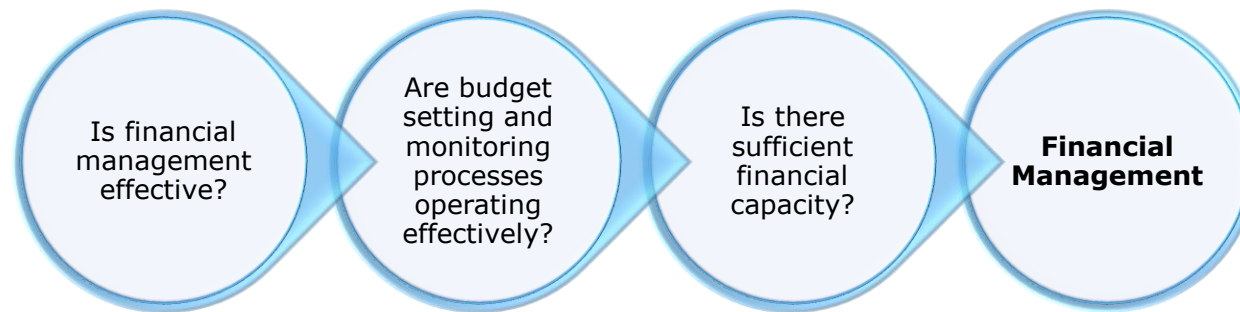 Is financial
management
effective?
Are budget
setting and
monitoring
processes
operating
effectively?
Is there
sufficient
financial
capacity?
Financial
Management